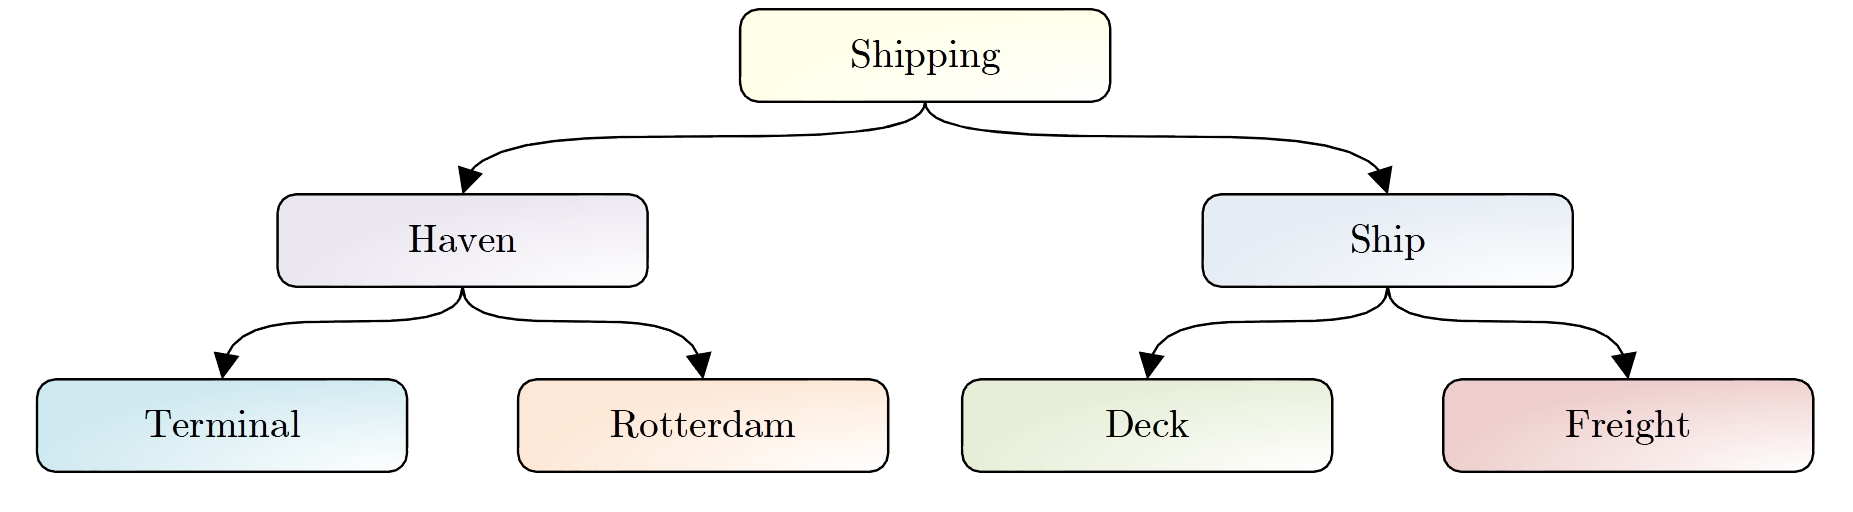 Shipping
Haven
Ship
Terminal
Rotterdam
Deck
Freight